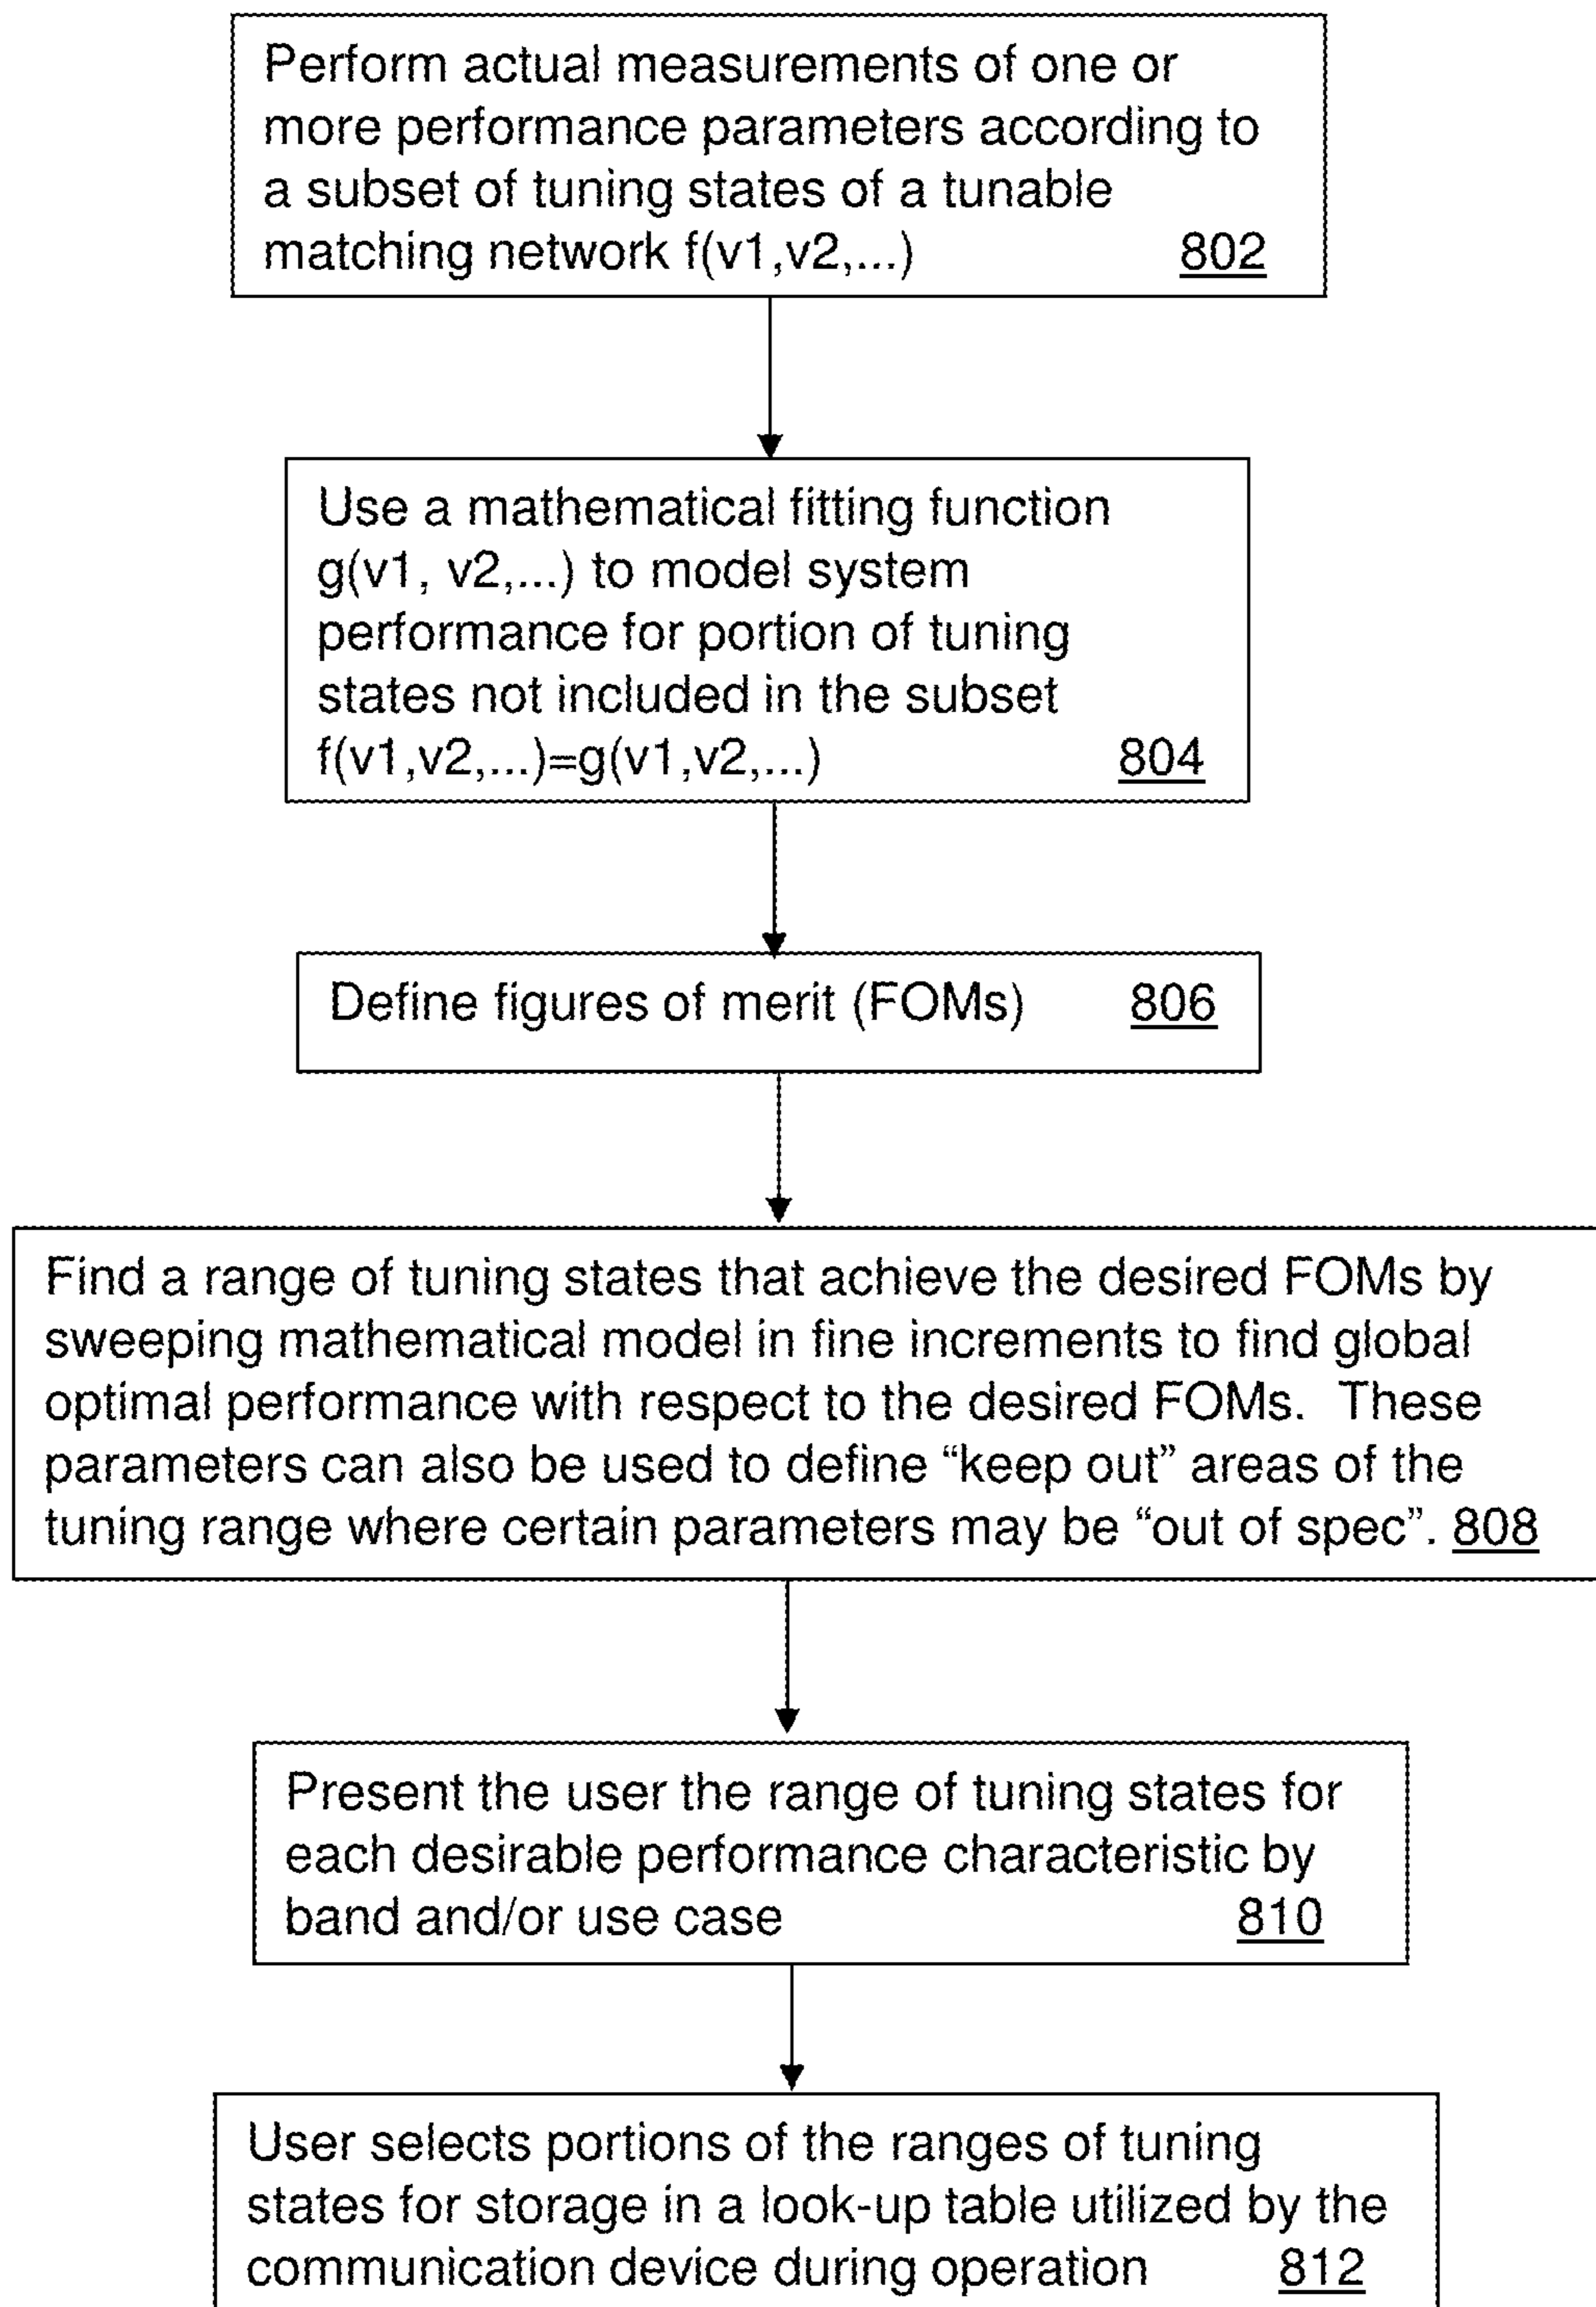 Perform actual measurements of one or
more performance parameters according to
a subset of tuning states of a tunable
matching network f(v1,v2,...) 802
Use a mathematical fitting function
g(v1, v2,...) to model system
performance for portion of tuning
states not included in the subset
f(v1,v2,...)=g(v1,v2,...) 804
Define figures of merit (FOMs) 806
Find a range of tuning states that achieve the desired FOMs by
sweeping mathematical model in fine increments to find global
optimal performance with respect to the desired FOMs. These
parameters can also be used to define “keep out” areas of the
tuning range where certain parameters may be “out of spec”. 808
Present the user the range of tuning states for
each desirable performance characteristic by
band and/or use case 810
User selects portions of the ranges of tuning
states for storage in a look-up table utilized by the
communication device during operation 812